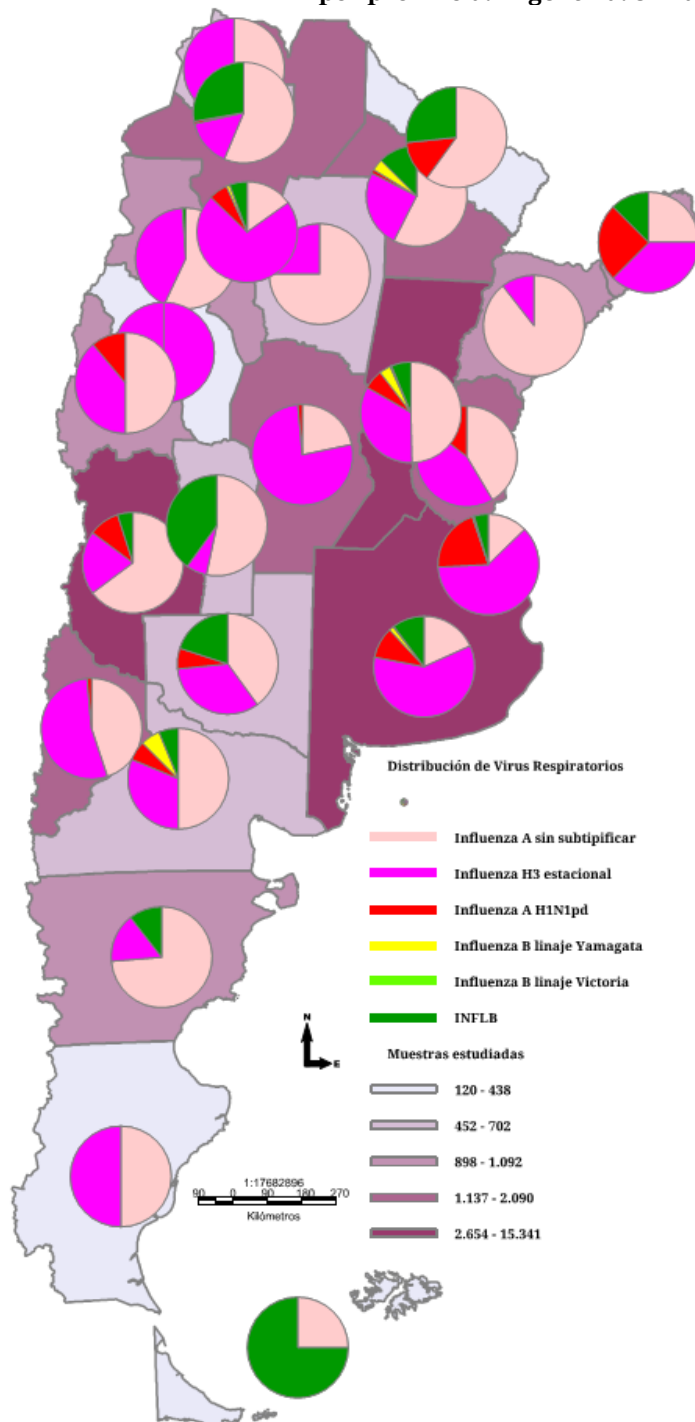 Distribución de Virus Respiratorios
Influenza A sin subtipificar
Influenza H3 estacional
Influenza A H1N1pd
Influenza B linaje Yamagata
Influenza B linaje Victoria
INFLB
N
E
Muestras estudiadas
120 - 438
452 - 702
898 - 1.092
1.137 - 2.090
2.654 - 15.341
1:17682896
90 0 90 180 270
Kilómetros